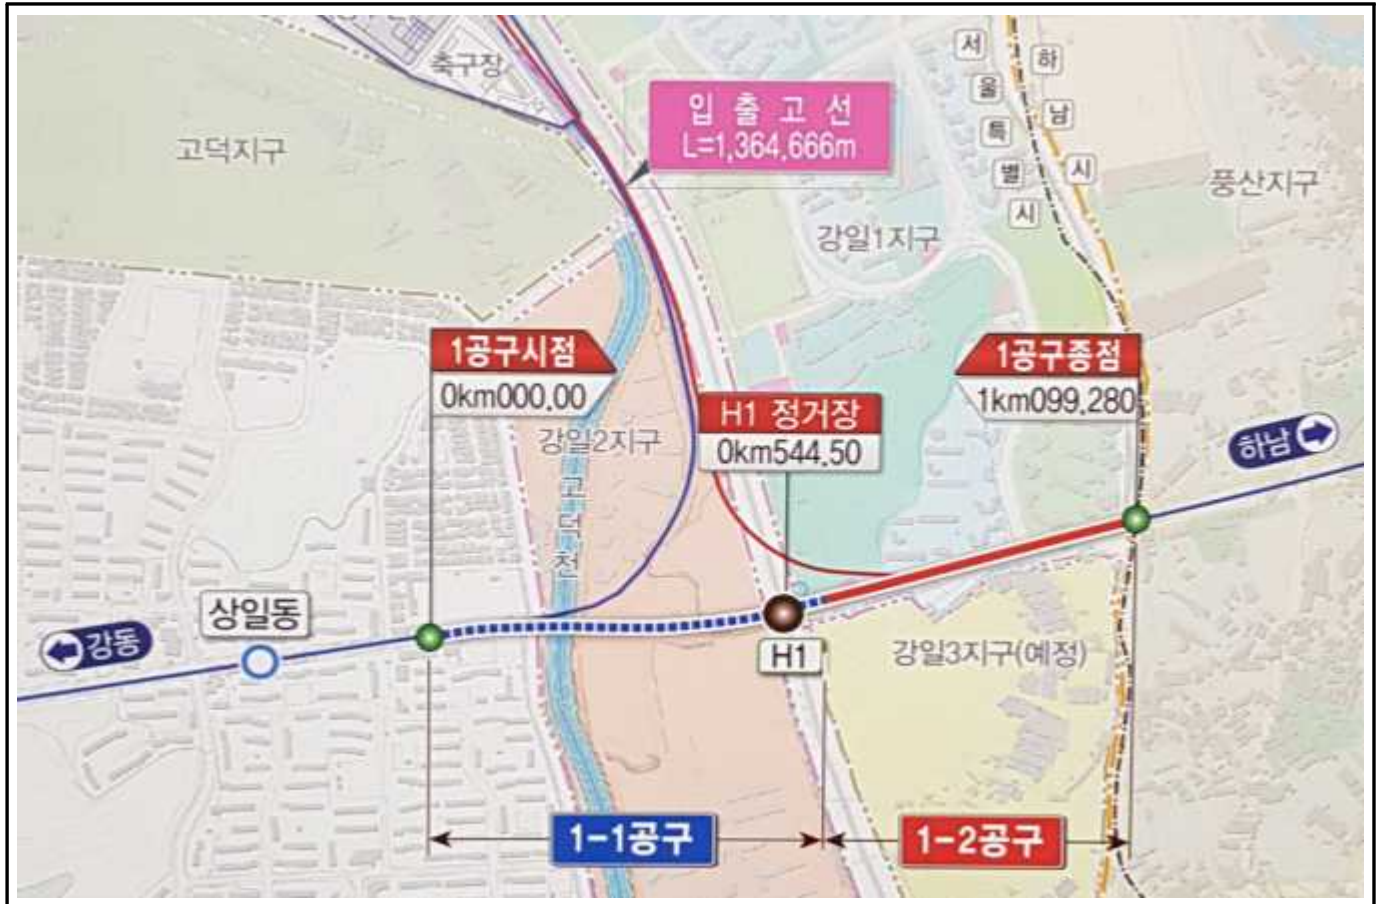 축구장
입출고선
L=1,364,666m
서울특별시
하남시
고덕지구
풍산지구
강일1지구
1공구시점
0km000.00
1공구종점
1km099,280
H1 정거장
0km544.50
강일2지구
하남
고덕천
상일동
강동
H1
강일3지구(예정)
1-1공구
1-2공구